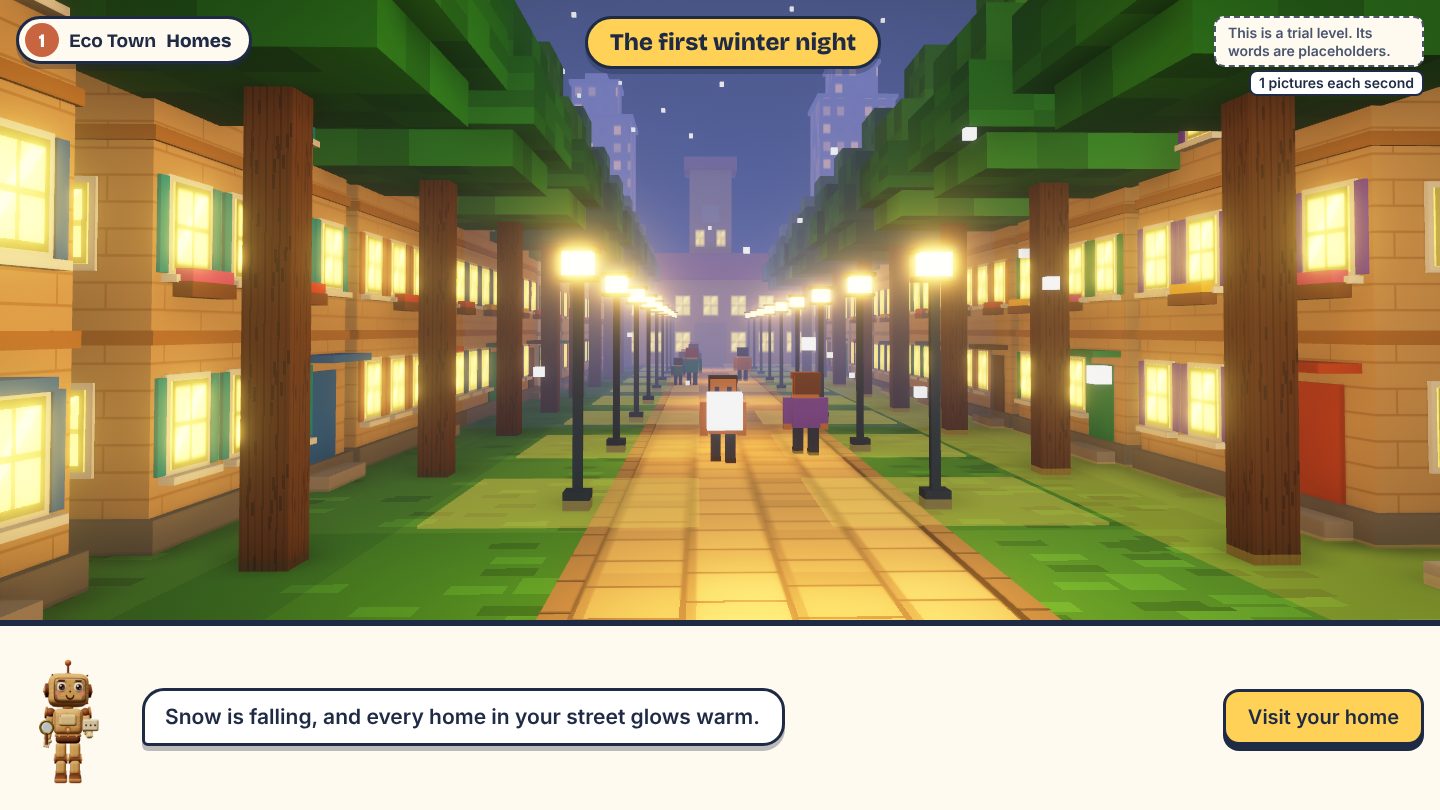 1 Eco Town Homes
The first winter night
This is a trial level. Its
words are placeholders.
1 pictures each second
Snow is falling, and every home in your street glows warm.
Visit your home